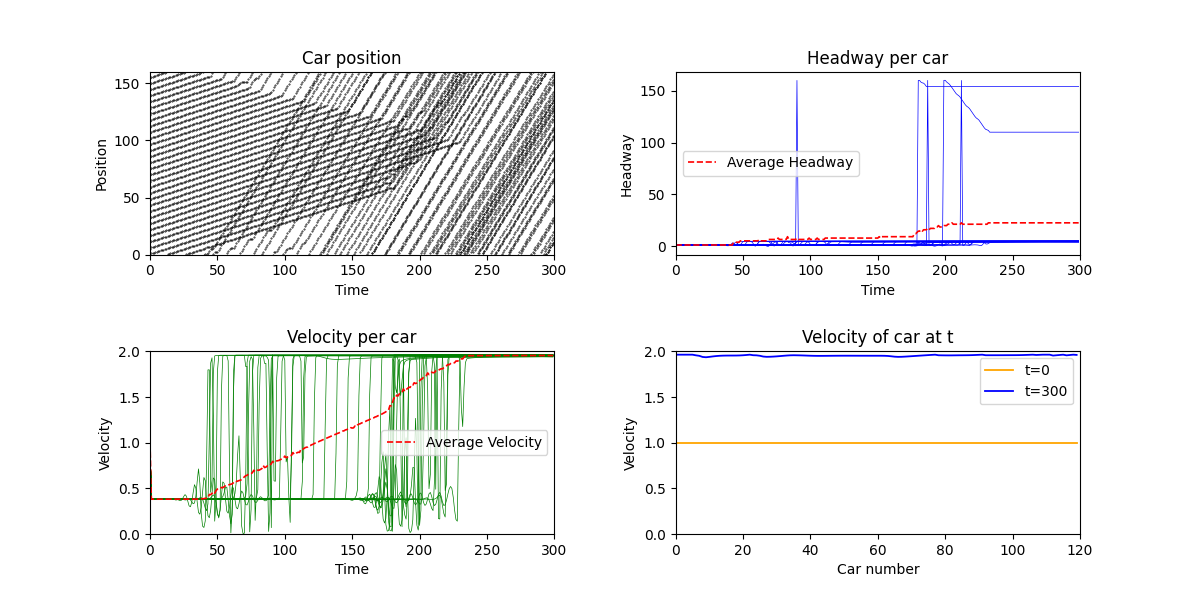 Car position
150
100
50
0
Position
0 50 100 150 200 250 300
Time
Headway per car
150
100
50
0
Headway
Average Headway
0 50 100 150 200 250 300
Time
Velocity per car
2.0
1.5
1.0
0.5
0.0
Velocity
Average Velocity
0 50 100 150 200 250 300
Time
Velocity of car at t
2.0
1.5
1.0
0.5
0.0
Velocity
t=0
t=300
0 20 40 60 80 100 120
Car number